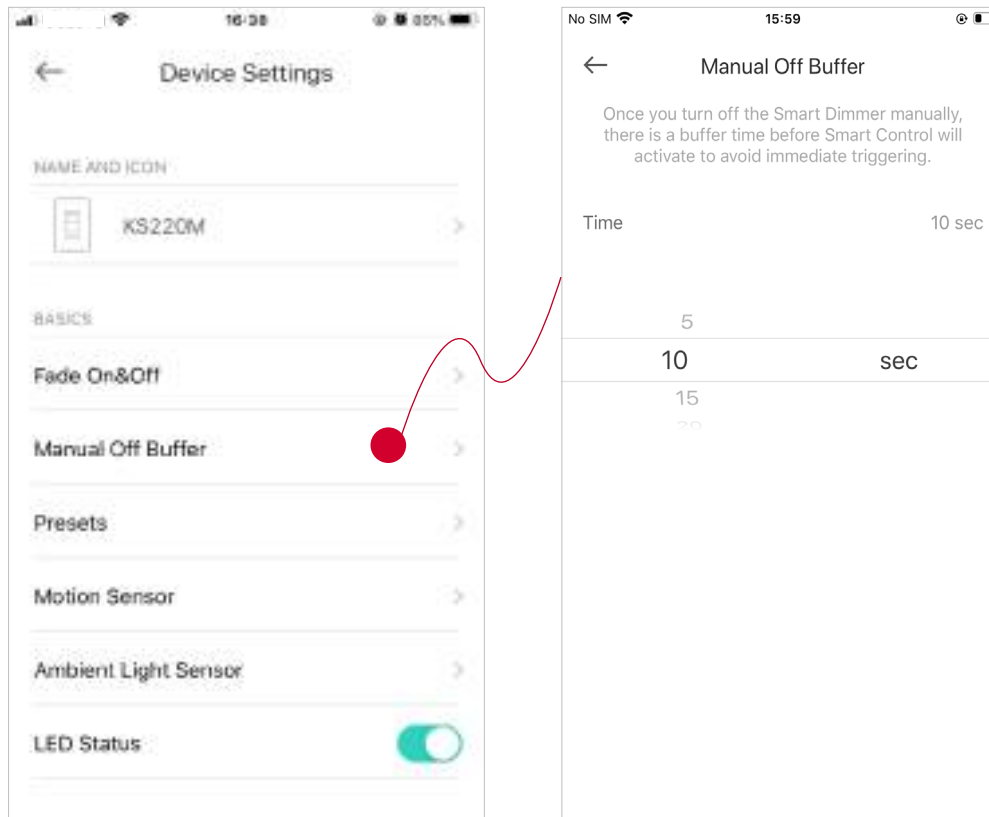 16:38
85%
Device Settings
NAME AND ICON
KS220M
BASICS
Fade On&Off
Manual Off Buffer
Presets
Motion Sensor
Ambient Light Sensor
LED Status
No SIM
15:59
Manual Off Buffer
Once you turn off the Smart Dimmer manually,
there is a buffer time before Smart Control will
activate to avoid immediate triggering.
Time 10 sec
5
10 sec
15
20